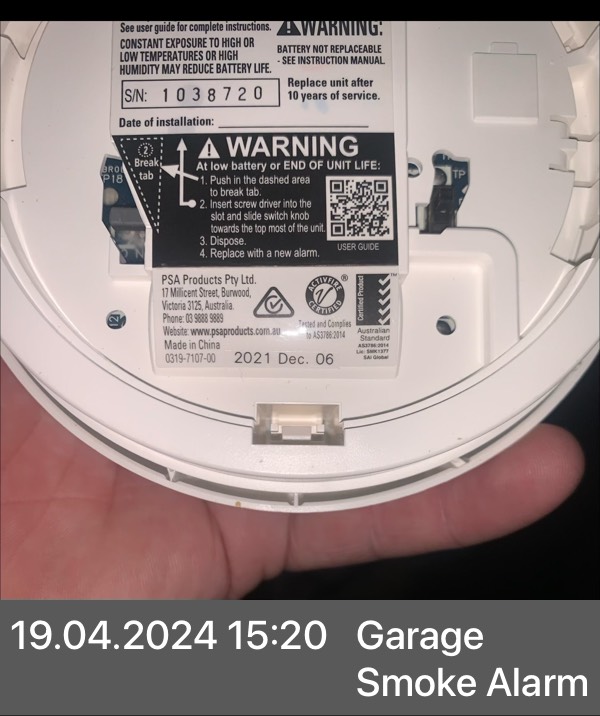 See user guide for complete instructions.
CONSTANT EXPOSURE TO HIGH OR
LOW TEMPERATURES OR HIGH
HUMIDITY MAY REDUCE BATTERY LIFE.
WARNING:
BATTERY NOT REPLACEABLE
- SEE INSTRUCTION MANUAL.
S/N: 1038720
Replace unit after
10 years of service.
Date of installation:
2
Break
tab
WARNING
At low battery or END OF UNIT LIFE:
1. Push in the dashed area
to break tab.
2. Insert screw driver into the
slot and slide switch knob
towards the top most of the unit.
3. Dispose.
4. Replace with a new alarm.
USER GUIDE
P18
TP
PSA Products Pty Ltd.
17 Millicent Street, Burwood,
Victoria 3125, Australia.
Phone: 03 9888 9889
Website: www.psaproducts.com.au
Made in China
0319-7107-00
2021 Dec. 06
ACTIVFIRE
CERTIFIED
®
Tested and Complies
to AS3786:2014
Certified Product
™
Australian
Standard
AS3786:2014
Lic: SMK1377
SAI Global
19.04.2024 15:20 Garage
Smoke Alarm